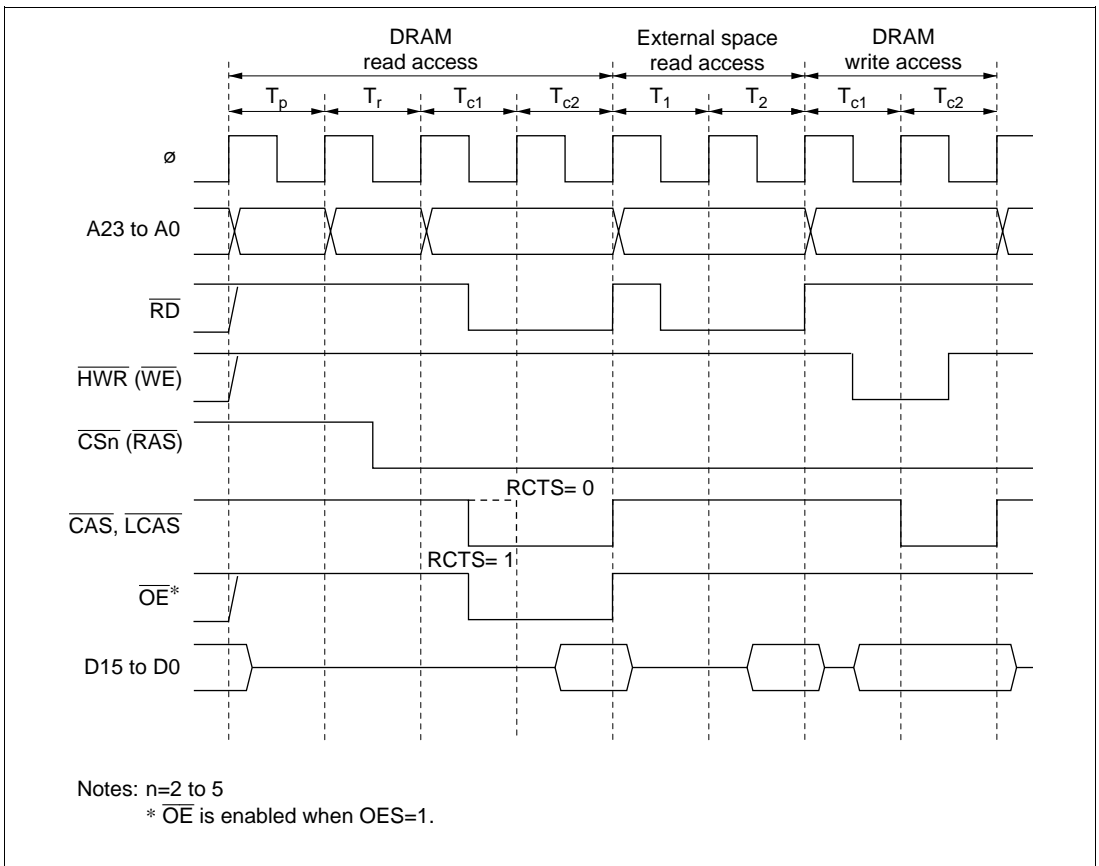 DRAM
read access
External space
read access
DRAM
write access
Tp Tr Tc1 Tc2 T1 T2 Tc1 Tc2
ø
A23 to A0
RD
HWR (WE)
CSn (RAS)
RCTS= 0
CAS, LCAS
RCTS= 1
OE*
D15 to D0
Notes: n=2 to 5
* OE is enabled when OES=1.